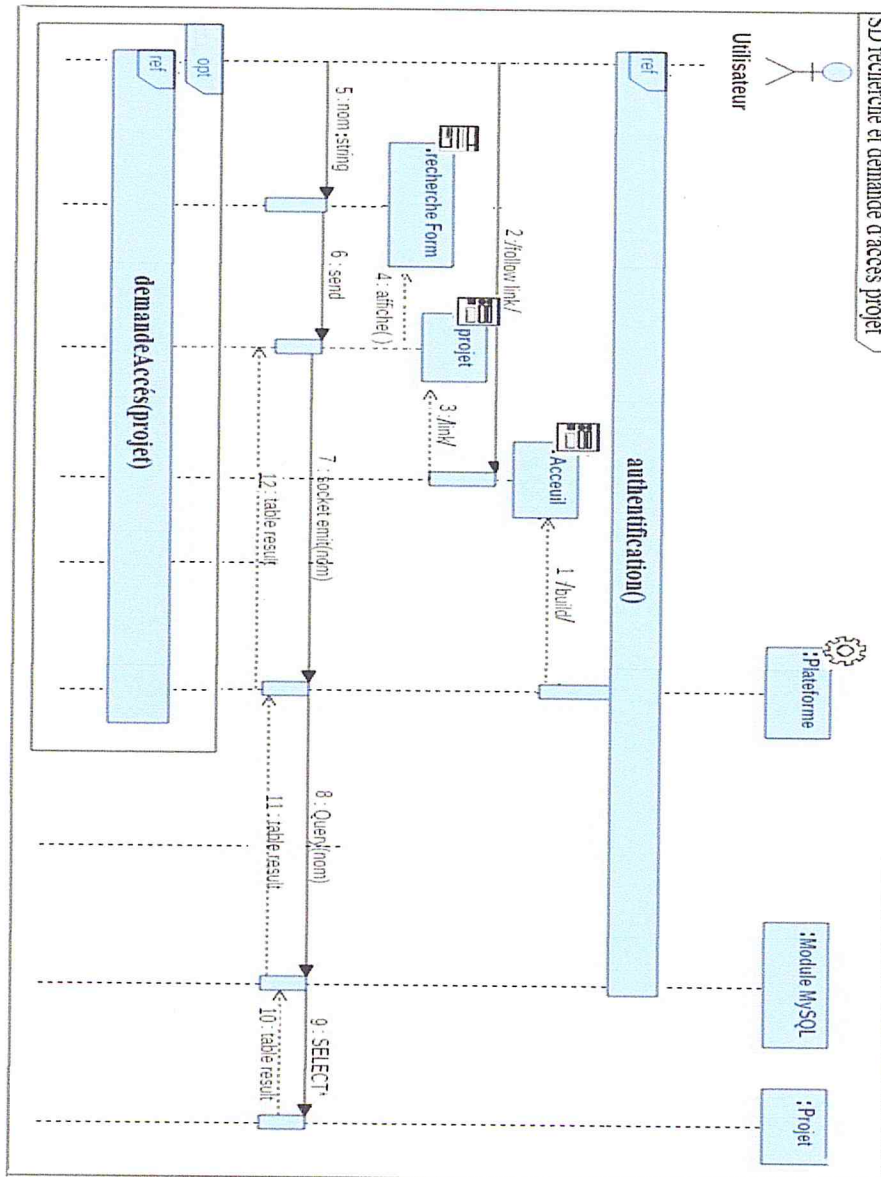 SD recherche et demande d'accès projet
Utilisateur
:Plateforme
:Module MySQL
:Projet
ref
authentification()
1 :/build/
:Acceuil
2 :/follow link/
3 :/link/
projet
4 : affiche( )
:recherche Form
5 : nom:string
6 : send
7 : socket emit(nom)
8 : Query(nom)
9 : SELECT*
10 : table result
11 : table result
12 : table result
opt
ref
demandeAccés(projet)